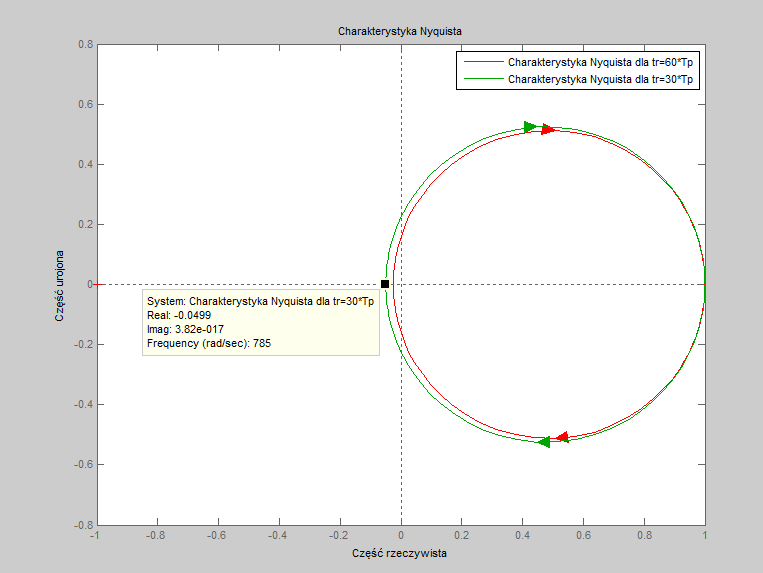 Charakterystyka Nyquista
Charakterystyka Nyquista dla tr=60*Tp
Charakterystyka Nyquista dla tr=30*Tp
0.8
0.6
0.4
0.2
0
-0.2
-0.4
-0.6
-0.8
Część urojona
System: Charakterystyka Nyquista dla tr=30*Tp
Real: -0.0499
Imag: 3.82e-017
Frequency (rad/sec): 785
-1 -0.8 -0.6 -0.4 -0.2 0 0.2 0.4 0.6 0.8 1
Część rzeczywista